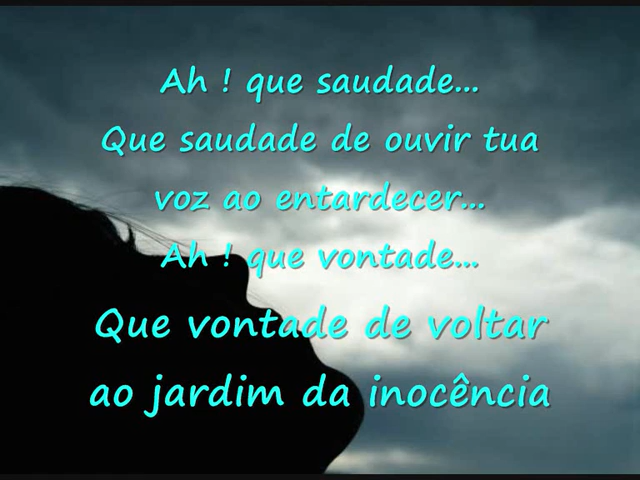 Ah ! que saudade...
Que saudade de ouvir tua
voz ao entardecer...
Ah ! que vontade...
Que vontade de voltar
ao jardim da inocência